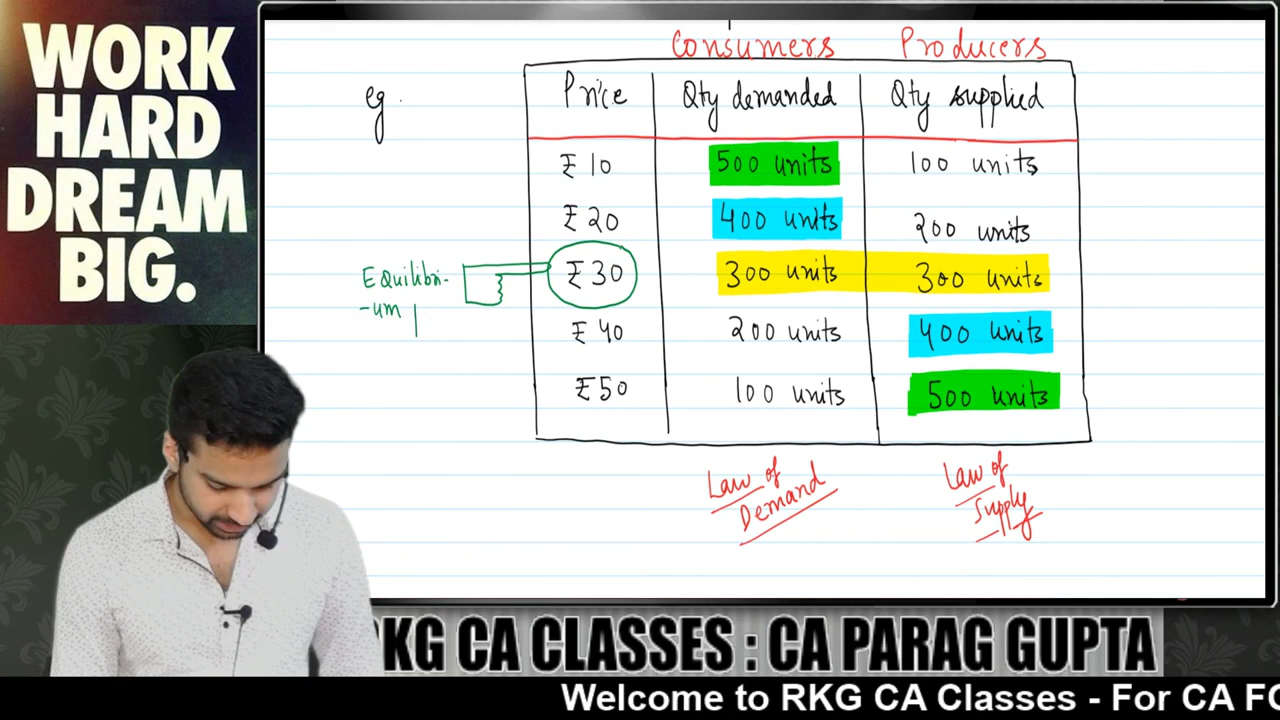 WORK
HARD
DREAM
BIG.
Consumers Producers
eg.
Price Qty demanded Qty supplied
₹10 500 units 100 units
₹20 400 units 200 units
₹30 300 units 300 units
Equilibri-
-um
₹40 200 units 400 units
₹50 100 units 500 units
Law of Demand
Law of Supply
RKG CA CLASSES : CA PARAG GUPTA
Welcome to RKG CA Classes - For CA FO